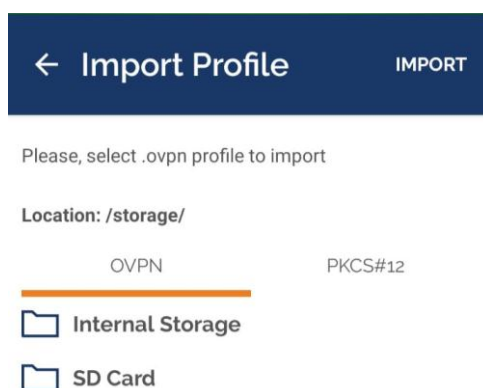 Import Profile IMPORT
Please, select .ovpn profile to import
Location: /storage/
OVPN PKCS#12
Internal Storage
SD Card